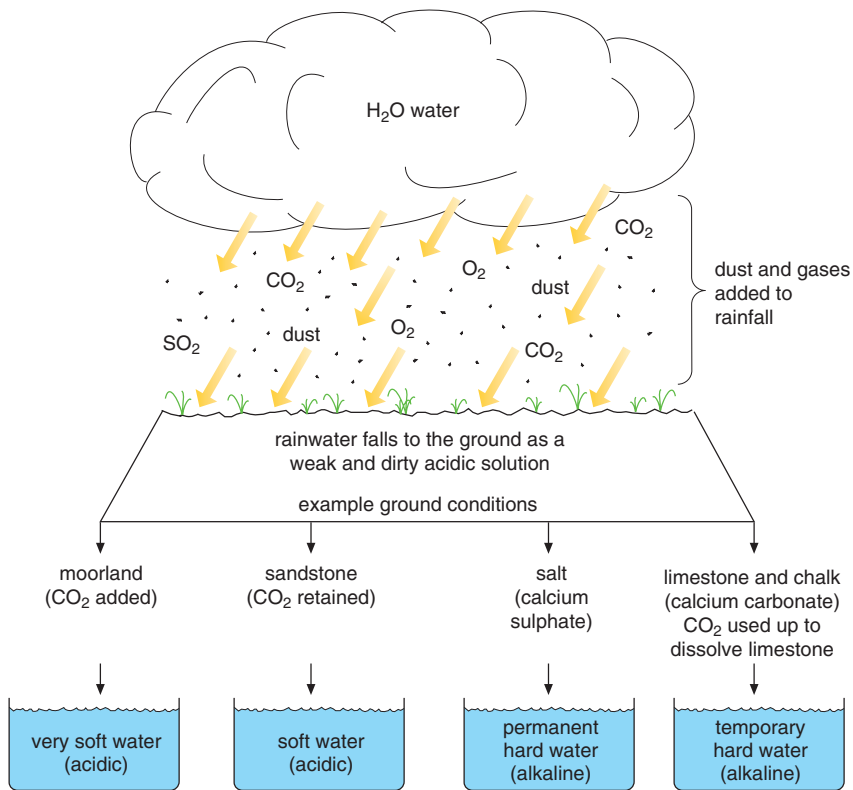 H₂O water
CO₂
CO₂
O₂
dust
SO₂
dust
O₂
CO₂
dust and gases
added to
rainfall
rainwater falls to the ground as a
weak and dirty acidic solution
example ground conditions
moorland
(CO₂ added)
sandstone
(CO₂ retained)
salt
(calcium
sulphate)
limestone and chalk
(calcium carbonate)
CO₂ used up to
dissolve limestone
very soft water
(acidic)
soft water
(acidic)
permanent
hard water
(alkaline)
temporary
hard water
(alkaline)